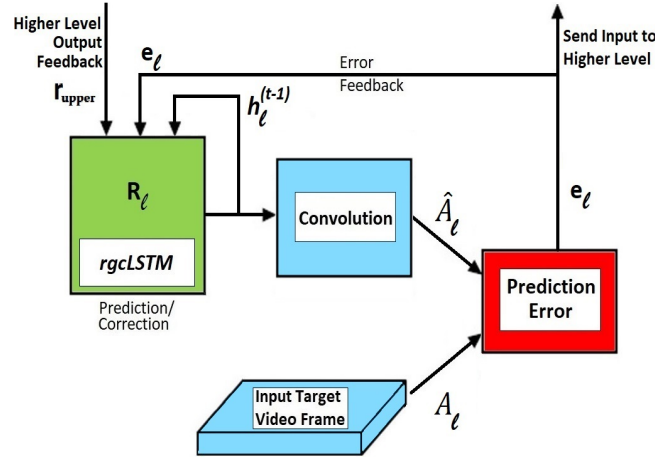 Higher Level
Output
Feedback
r_upper
e_ℓ
Error
Feedback
Send Input to
Higher Level
h_ℓ^(t-1)
R_ℓ
rgcLSTM
Prediction/
Correction
Convolution
Â_ℓ
e_ℓ
Prediction
Error
Input Target
Video Frame
A_ℓ